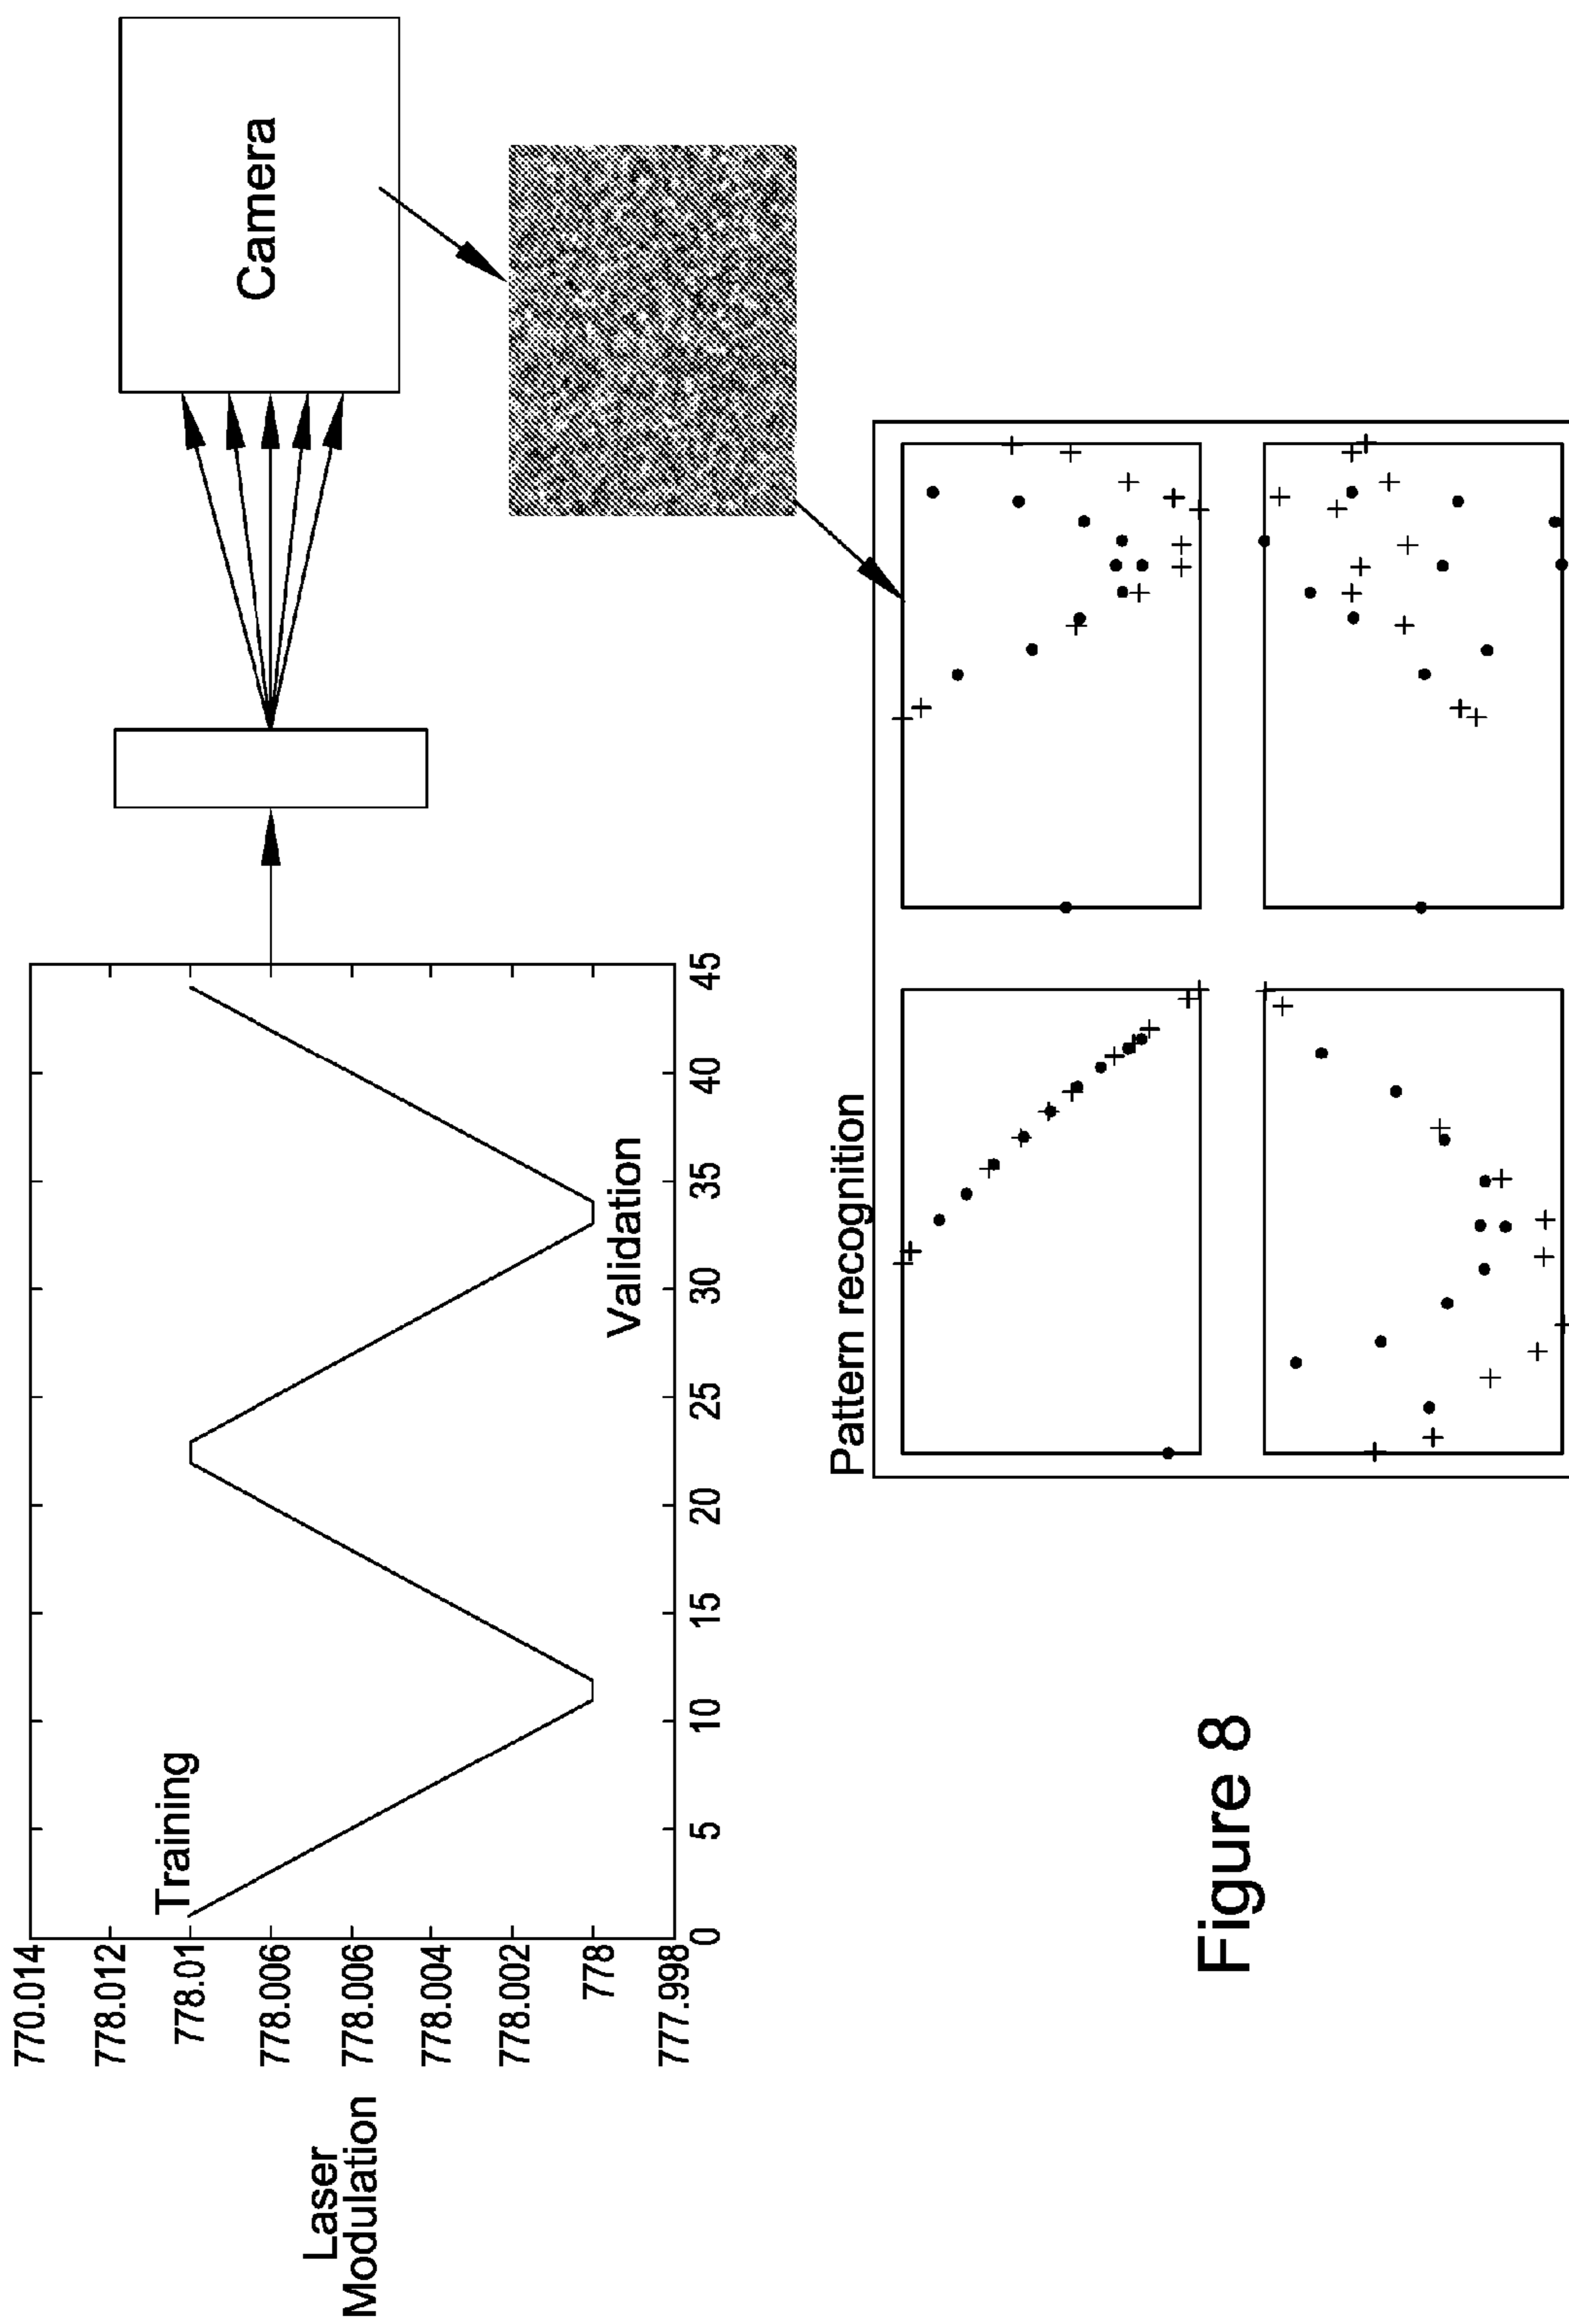 Laser
Modulation
770.014
778.012
778.01
778.006
778.006
778.004
778.002
778
777.998
0
5
10
15
20
25
30
35
40
45
Training
Validation
Camera
Pattern recognition
Figure 8